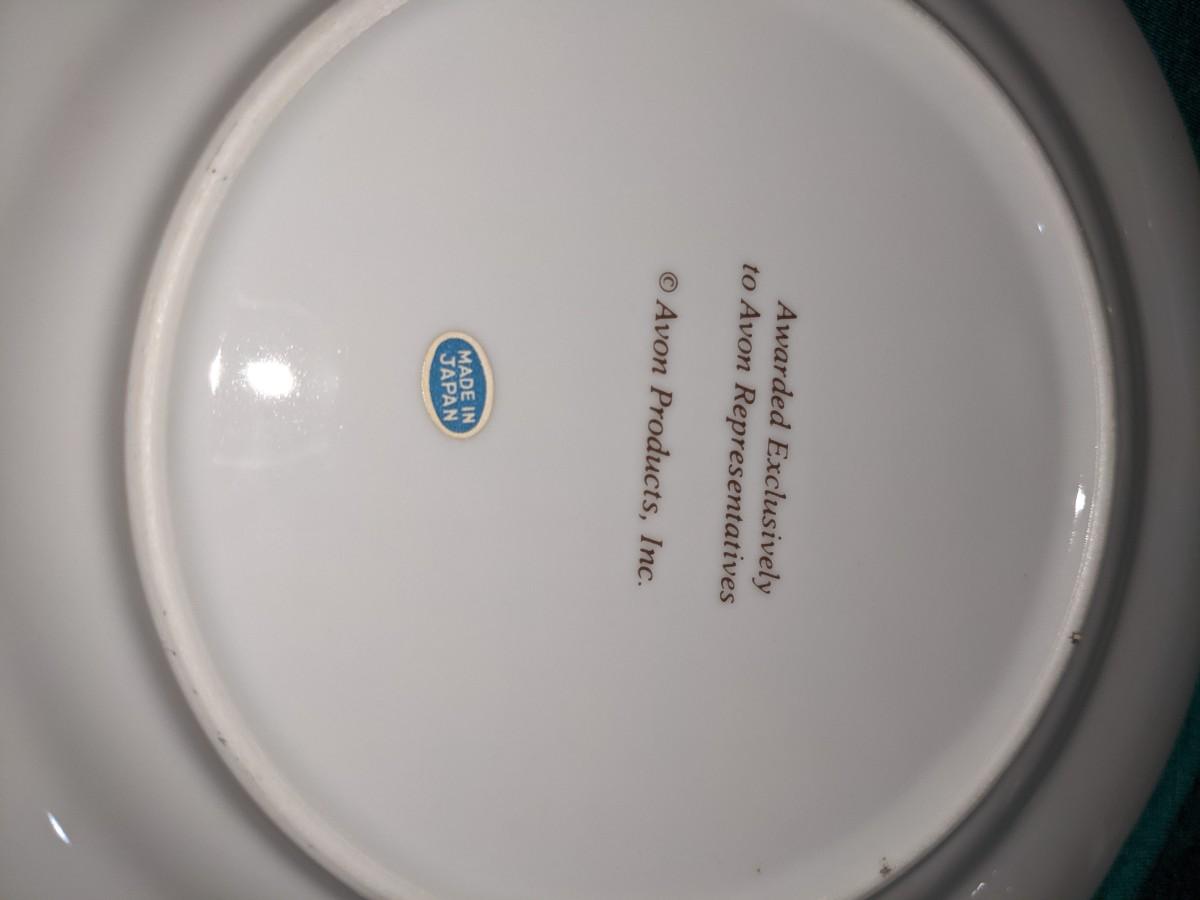 Awarded Exclusively
to Avon Representatives
© Avon Products, Inc.
MADE IN
JAPAN